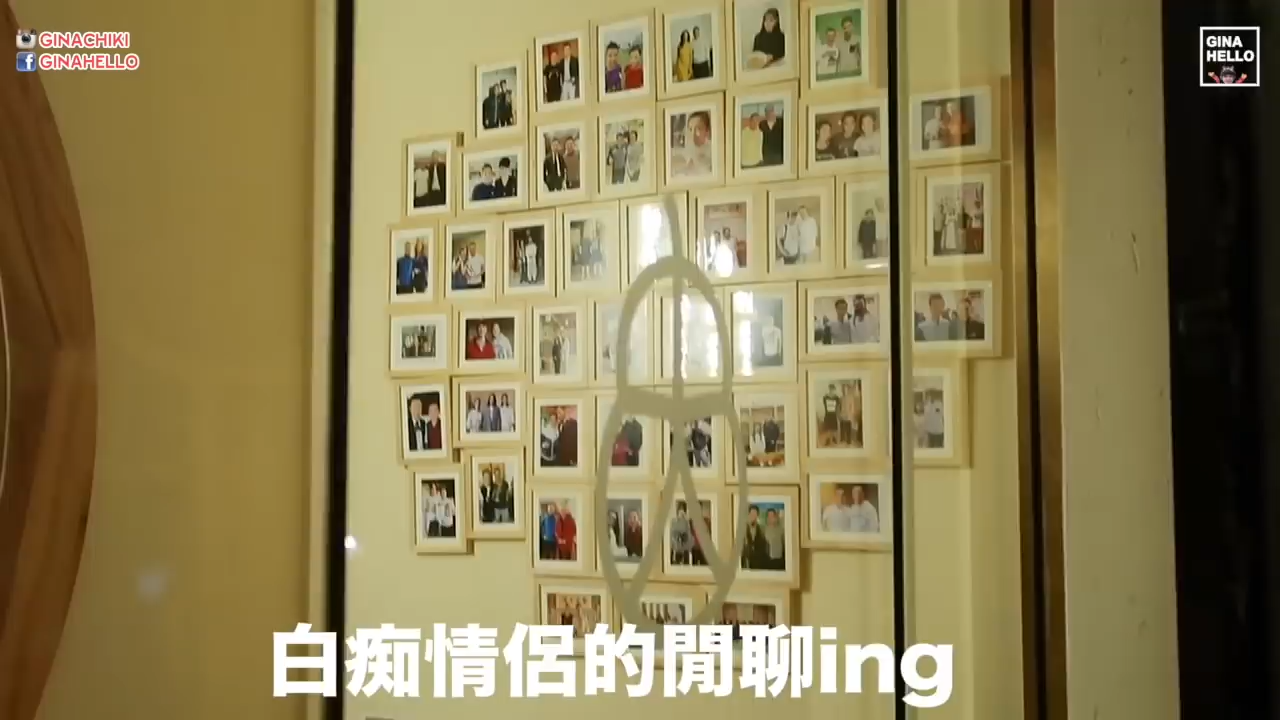 GINACHIKI
GINAHELLO
GINA
HELLO
白痴情侶的閒聊ing